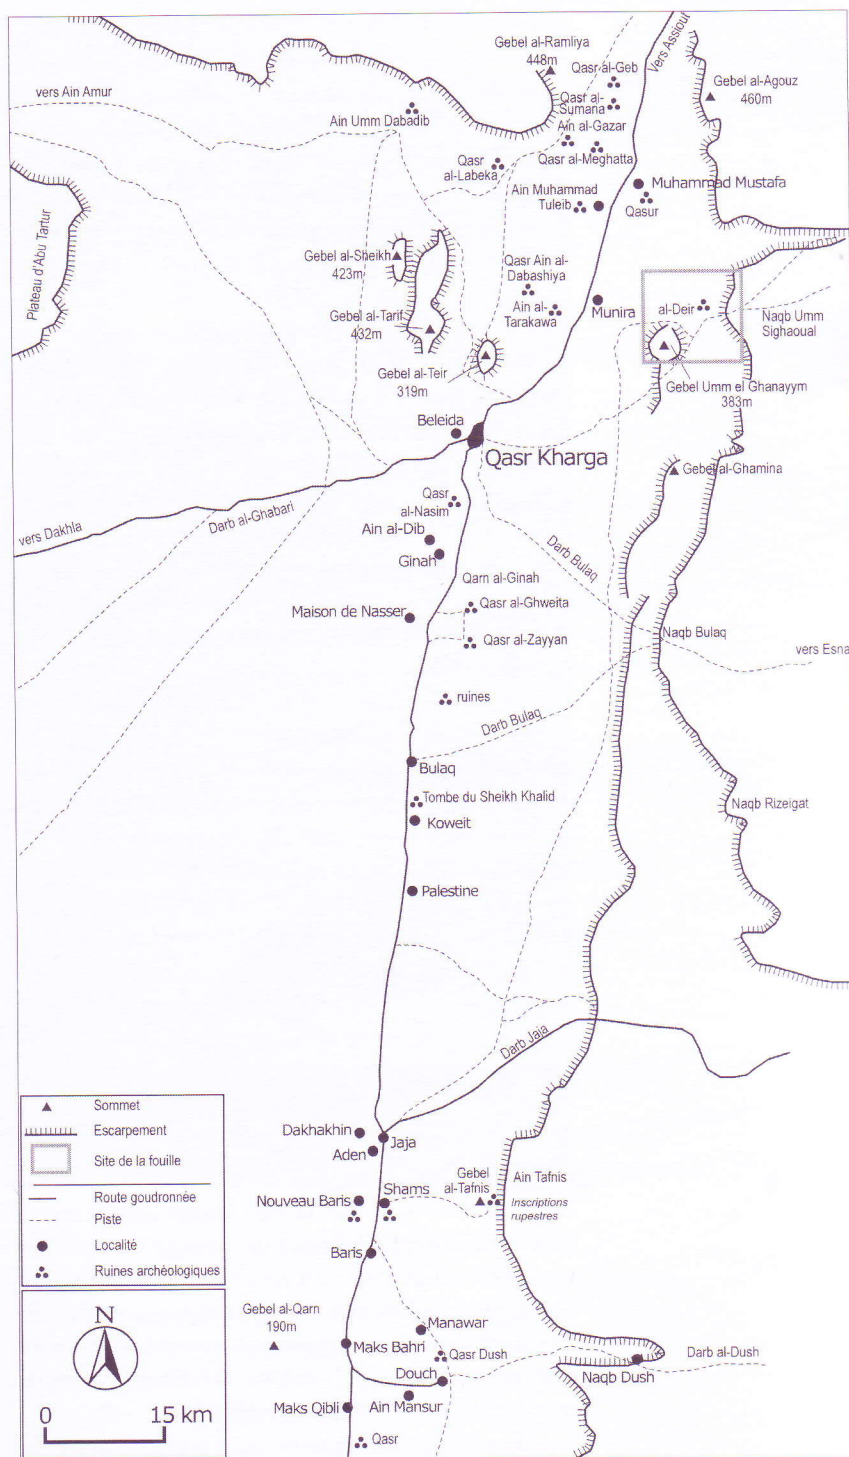 Gebel al-Ramliya
448m
Vers Assiout
Qasr al-Geb
Gebel al-Agouz
460m
vers Ain Amur
Qasr al-
Sumana
Ain Umm Dabadib
Ain al-Gazar
Qasr al-Meghatta
Qasr
al-Labeka
Muhammad Mustafa
Ain Muhammad
Tuleib
Qasur
Plateau d'Abu Tartur
Gebel al-Sheikh
423m
Qasr Ain al-
Dabashiya
Gebel al-Tarif
432m
Ain al-
Tarakawa
Munira
al-Deir
Naqb Umm
Sighaoual
Gebel al-Teir
319m
Gebel Umm el Ghanayym
383m
Beleida
Qasr Kharga
Gebel al-Ghamina
Qasr
al-Nasim
vers Dakhla
Darb al-Ghabari
Ain al-Dib
Ginah
Darb Bulaq
Qarn al-Ginah
Maison de Nasser
Qasr al-Ghweita
Qasr al-Zayyan
Naqb Bulaq
vers Esna
ruines
Darb Bulaq
Bulaq
Tombe du Sheikh Khalid
Koweit
Naqb Rizeigat
Palestine
Darb Jaja
Dakhakhin
Jaja
Aden
Gebel
al-Tafnis
Ain Tafnis
Inscriptions
rupestres
Nouveau Baris
Shams
Baris
Gebel al-Qarn
190m
Manawar
Maks Bahri
Qasr Dush
Darb al-Dush
Douch
Naqb Dush
Maks Qibli
Ain Mansur
Qasr
Sommet
Escarpement
Site de la fouille
Route goudronnée
Piste
Localité
Ruines archéologiques
N
0 15 km